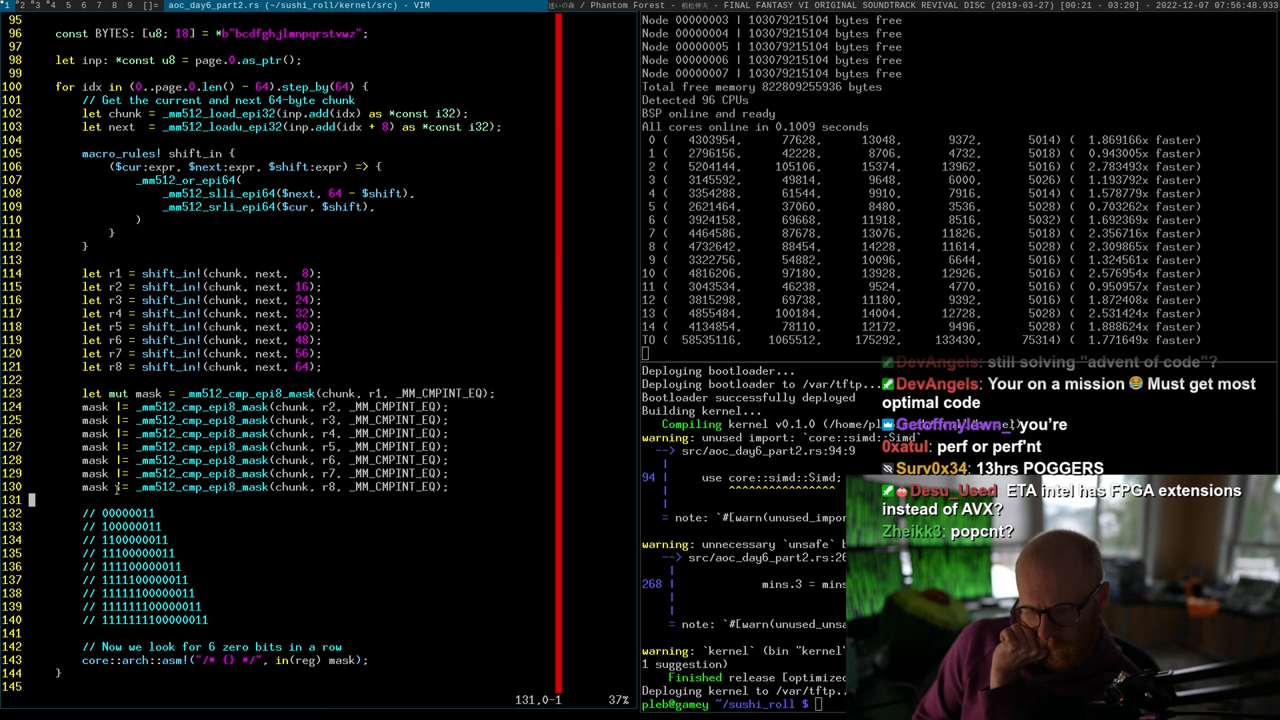 1 2 3 4 5 6 7 8 9 []= aoc_day6_part2.rs (~/sushi_roll/kernel/src) - VIM
/ Phantom Forest - 植松伸夫 - FINAL FANTASY VI ORIGINAL SOUNDTRACK REVIVAL DISC (2019-03-27) [00:21 - 03:20] - 2022-12-07 07:56:48.933
95
96 const BYTES: [u8; 18] = *b"bcdfghjlmnpqrstvwz";
97
98 let inp: *const u8 = page.0.as_ptr();
99
100 for idx in (0..page.0.len() - 64).step_by(64) {
101 // Get the current and next 64-byte chunk
102 let chunk = _mm512_load_epi32(inp.add(idx) as *const i32);
103 let next = _mm512_loadu_epi32(inp.add(idx + 8) as *const i32);
104
105 macro_rules! shift_in {
106 ($cur:expr, $next:expr, $shift:expr) => {
107 _mm512_or_epi64(
108 _mm512_slli_epi64($next, 64 - $shift),
109 _mm512_srli_epi64($cur, $shift),
110 )
111 }
112 }
113
114 let r1 = shift_in!(chunk, next, 8);
115 let r2 = shift_in!(chunk, next, 16);
116 let r3 = shift_in!(chunk, next, 24);
117 let r4 = shift_in!(chunk, next, 32);
118 let r5 = shift_in!(chunk, next, 40);
119 let r6 = shift_in!(chunk, next, 48);
120 let r7 = shift_in!(chunk, next, 56);
121 let r8 = shift_in!(chunk, next, 64);
122
123 let mut mask = _mm512_cmp_epi8_mask(chunk, r1, _MM_CMPINT_EQ);
124 mask |= _mm512_cmp_epi8_mask(chunk, r2, _MM_CMPINT_EQ);
125 mask |= _mm512_cmp_epi8_mask(chunk, r3, _MM_CMPINT_EQ);
126 mask |= _mm512_cmp_epi8_mask(chunk, r4, _MM_CMPINT_EQ);
127 mask |= _mm512_cmp_epi8_mask(chunk, r5, _MM_CMPINT_EQ);
128 mask |= _mm512_cmp_epi8_mask(chunk, r6, _MM_CMPINT_EQ);
129 mask |= _mm512_cmp_epi8_mask(chunk, r7, _MM_CMPINT_EQ);
130 mask |= _mm512_cmp_epi8_mask(chunk, r8, _MM_CMPINT_EQ);
131
132 // 00000011
133 // 100000011
134 // 1100000011
135 // 11100000011
136 // 111100000011
137 // 1111100000011
138 // 11111100000011
139 // 111111100000011
140 // 1111111100000011
141
142 // Now we look for 6 zero bits in a row
143 core::arch::asm!("/* {} */", in(reg) mask);
144 }
145
131,0-1 37%
Node 00000003 | 103079215104 bytes free
Node 00000004 | 103079215104 bytes free
Node 00000005 | 103079215104 bytes free
Node 00000006 | 103079215104 bytes free
Node 00000007 | 103079215104 bytes free
Total free memory 822809255936 bytes
Detected 96 CPUs
BSP online and ready
All cores online in 0.1009 seconds
0 ( 4303954, 77628, 13048, 9372, 5014) ( 1.869166x faster)
1 ( 2796156, 42228, 8706, 4732, 5018) ( 0.943005x faster)
2 ( 5204144, 105106, 15374, 13962, 5016) ( 2.783493x faster)
3 ( 3145592, 49814, 9648, 6000, 5026) ( 1.193792x faster)
4 ( 3354288, 61544, 9910, 7916, 5014) ( 1.578779x faster)
5 ( 2621464, 37060, 8480, 3536, 5028) ( 0.703262x faster)
6 ( 3924158, 69668, 11918, 8516, 5032) ( 1.692369x faster)
7 ( 4464586, 87678, 13076, 11826, 5018) ( 2.356716x faster)
8 ( 4732642, 88454, 14228, 11614, 5028) ( 2.309865x faster)
9 ( 3322756, 54882, 10096, 6644, 5016) ( 1.324561x faster)
10 ( 4816206, 97180, 13928, 12926, 5016) ( 2.576954x faster)
11 ( 3043534, 46238, 9524, 4770, 5016) ( 0.950957x faster)
12 ( 3815298, 69738, 11180, 9392, 5016) ( 1.872408x faster)
13 ( 4855484, 100184, 14004, 12728, 5028) ( 2.531424x faster)
14 ( 4134854, 78110, 12172, 9496, 5028) ( 1.888624x faster)
TO ( 58535116, 1065512, 175292, 133430, 75314) ( 1.771649x faster)
Deploying bootloader...
Deploying bootloader to /var/tftp...
Bootloader successfully deployed
Building kernel...
Compiling kernel v0.1.0 (/home/pl
warning: unused import: `core::simd::Simd`
--> src/aoc_day6_part2.rs:94:9
94 | use core::simd::Simd;
^^^^^^^^^^^^^^^^
= note: `#[warn(unused_impo
warning: unnecessary `unsafe` b
--> src/aoc_day6_part2.rs:26
268 | mins.3 = mins
= note: `#[warn(unused_unsa
warning: `kernel` (bin "kernel"
1 suggestion)
Finished release [optimize
Deploying kernel to /var/tftp..
pleb@gamey ~/sushi_roll $
DevAngels: still solving "advent of code"?
DevAngels: Your on a mission 😂 Must get most
optimal code
Getoffmylawn_: you're
0xatul: perf or perf'nt
Surv0x34: 13hrs POGGERS
Desu_Used: ETA intel has FPGA extensions
instead of AVX?
Zheikk3: popcnt?